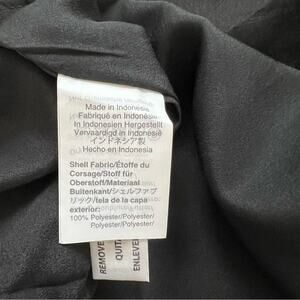 Made in Indonesia
Fabriqué en Indonésie
In Indonesien Hergestellt
Vervaardigd in Indonesië
インドネシア製
Hecho en Indonesia
Shell Fabric/Étoffe du
Corsage/Stoff für
Oberstoff/Materiaal
Buitenkant/シェルファブ
リック/tela de la capa
exterior:
100% Polyester/Polyester/
Polyester/Polyester/
REMOVE
QUITA
ENLEVE